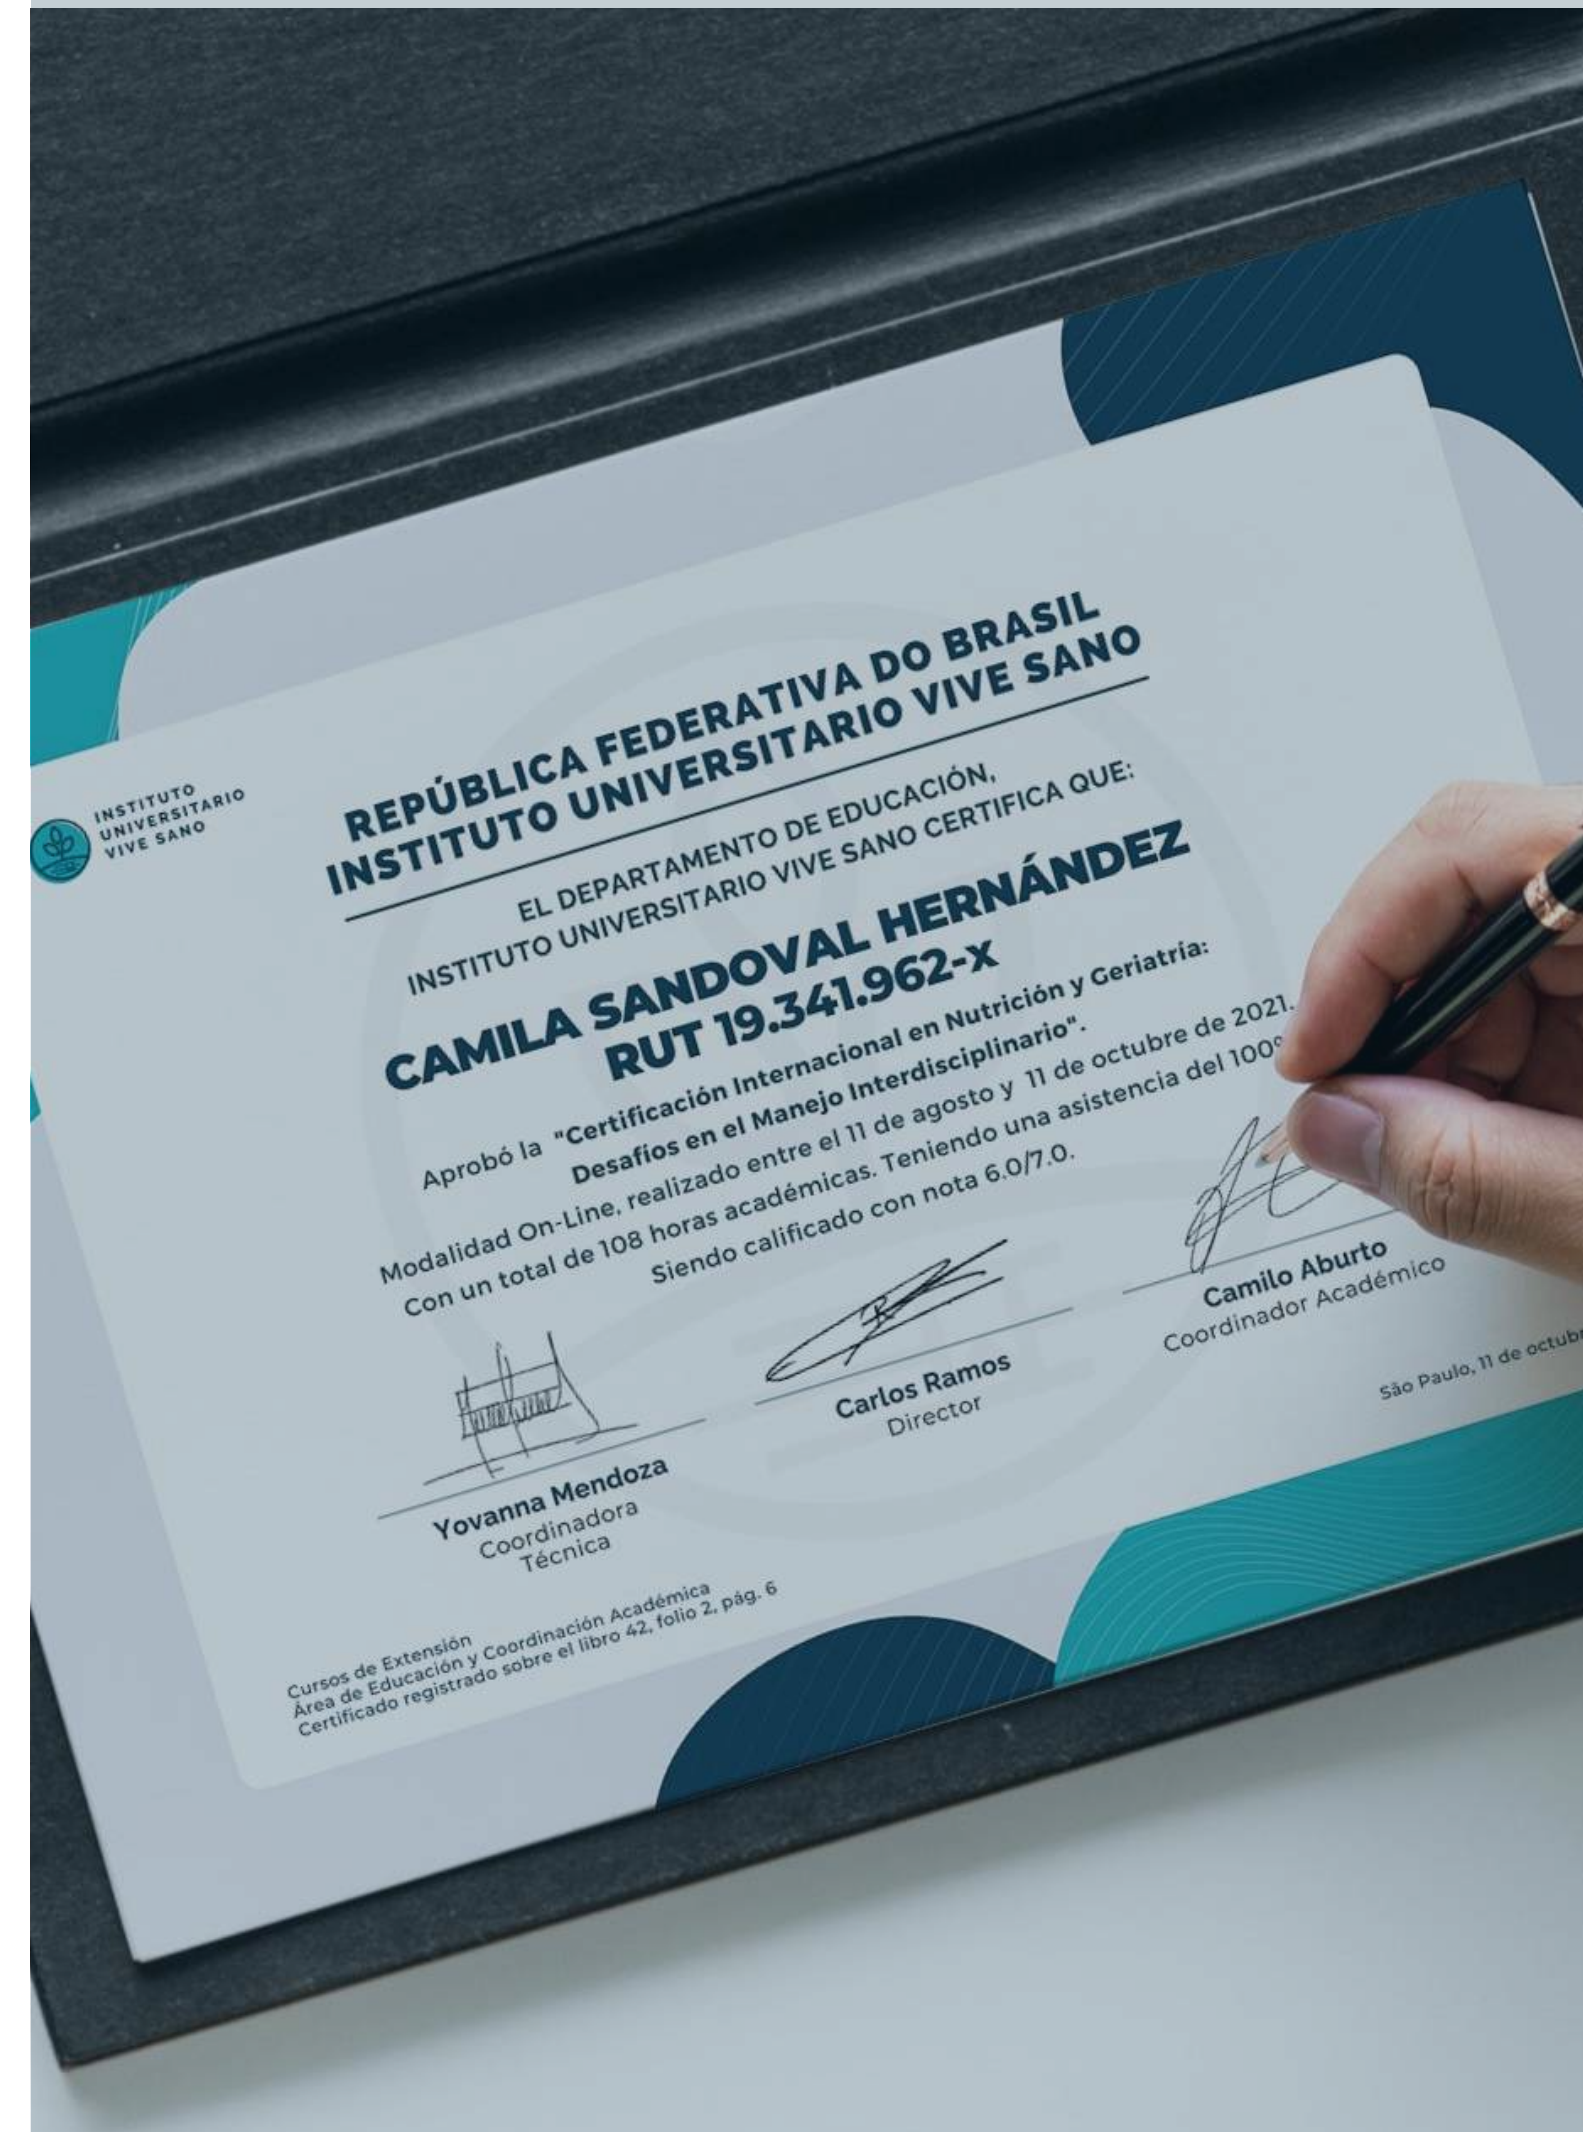 INSTITUTO
UNIVERSITARIO
VIVE SANO
REPÚBLICA FEDERATIVA DO BRASIL
INSTITUTO UNIVERSITARIO VIVE SANO
EL DEPARTAMENTO DE EDUCACIÓN,
INSTITUTO UNIVERSITARIO VIVE SANO CERTIFICA QUE:
CAMILA SANDOVAL HERNÁNDEZ
RUT 19.341.962-X
Aprobó la "Certificación Internacional en Nutrición y Geriatría:
Desafíos en el Manejo Interdisciplinario".
Modalidad On-Line, realizado entre el 11 de agosto y 11 de octubre de 2021.
Con un total de 108 horas académicas. Teniendo una asistencia del 100%
Siendo calificado con nota 6.0/7.0.
Yovanna Mendoza
Coordinadora
Técnica
Carlos Ramos
Director
Camilo Aburto
Coordinador Académico
São Paulo, 11 de
Cursos de Extensión
Área de Educación y Coordinación Académica
Certificado registrado sobre el libro 42, folio 2, pág. 6